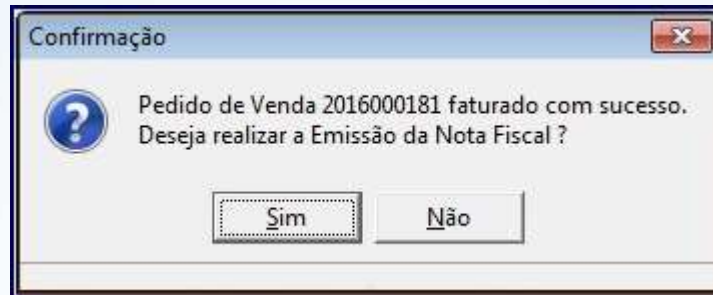 Confirmação
Pedido de Venda 2016000181 faturado com sucesso.
Deseja realizar a Emissão da Nota Fiscal ?
Sim
Não